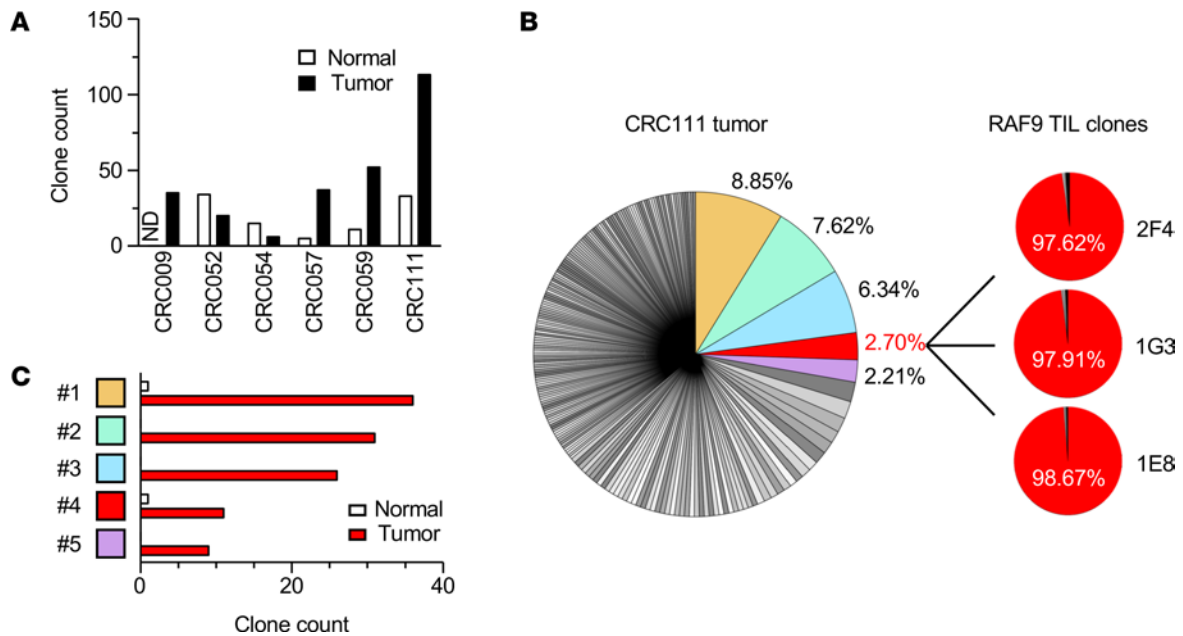 A
150
100
50
0
Clone count
Normal
Tumor
ND
CRC009
CRC052
CRC054
CRC057
CRC059
CRC111
B
CRC111 tumor
RAF9 TIL clones
8.85%
7.62%
6.34%
2.70%
2.21%
97.62%
2F4
97.91%
1G3
98.67%
1E8
C
#1
#2
#3
#4
#5
Normal
Tumor
0
20
40
Clone count